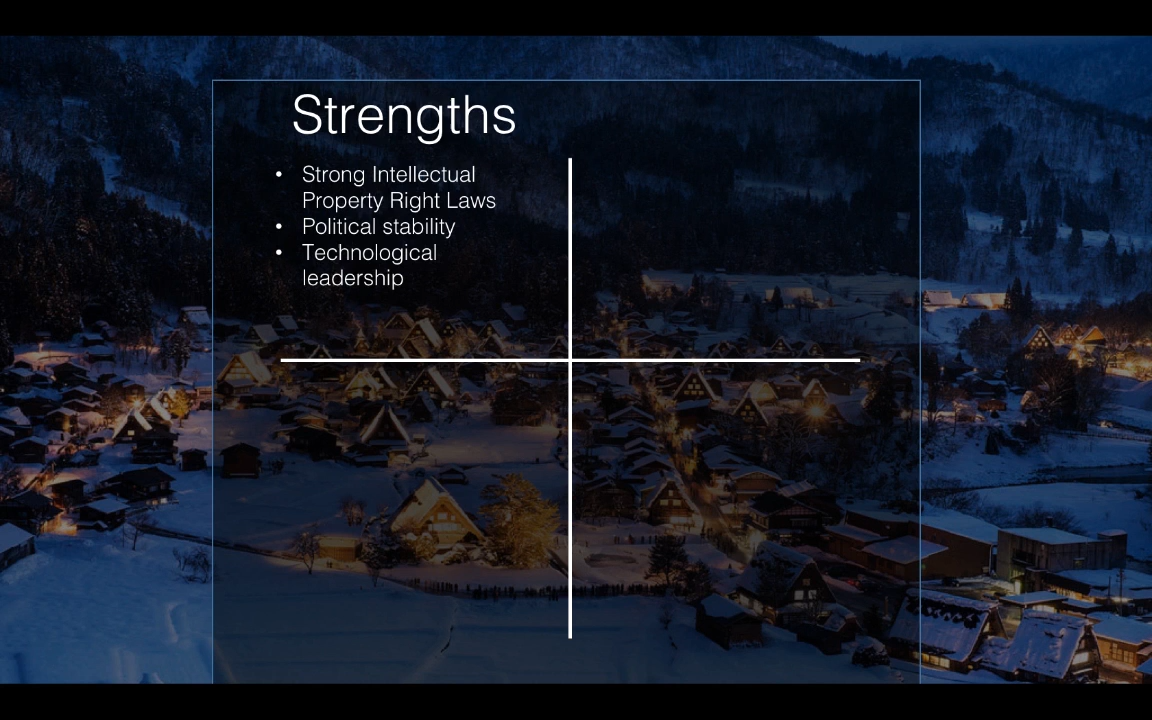 Strengths
• Strong Intellectual
Property Right Laws
• Political stability
• Technological
leadership